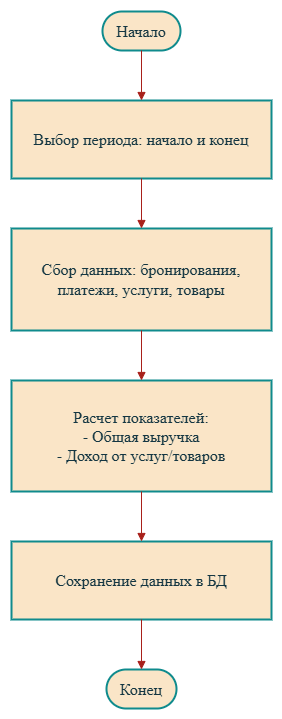 Начало
Выбор периода: начало и конец
Сбор данных: бронирования,
платежи, услуги, товары
Расчет показателей:
- Общая выручка
- Доход от услуг/товаров
Сохранение данных в БД
Конец